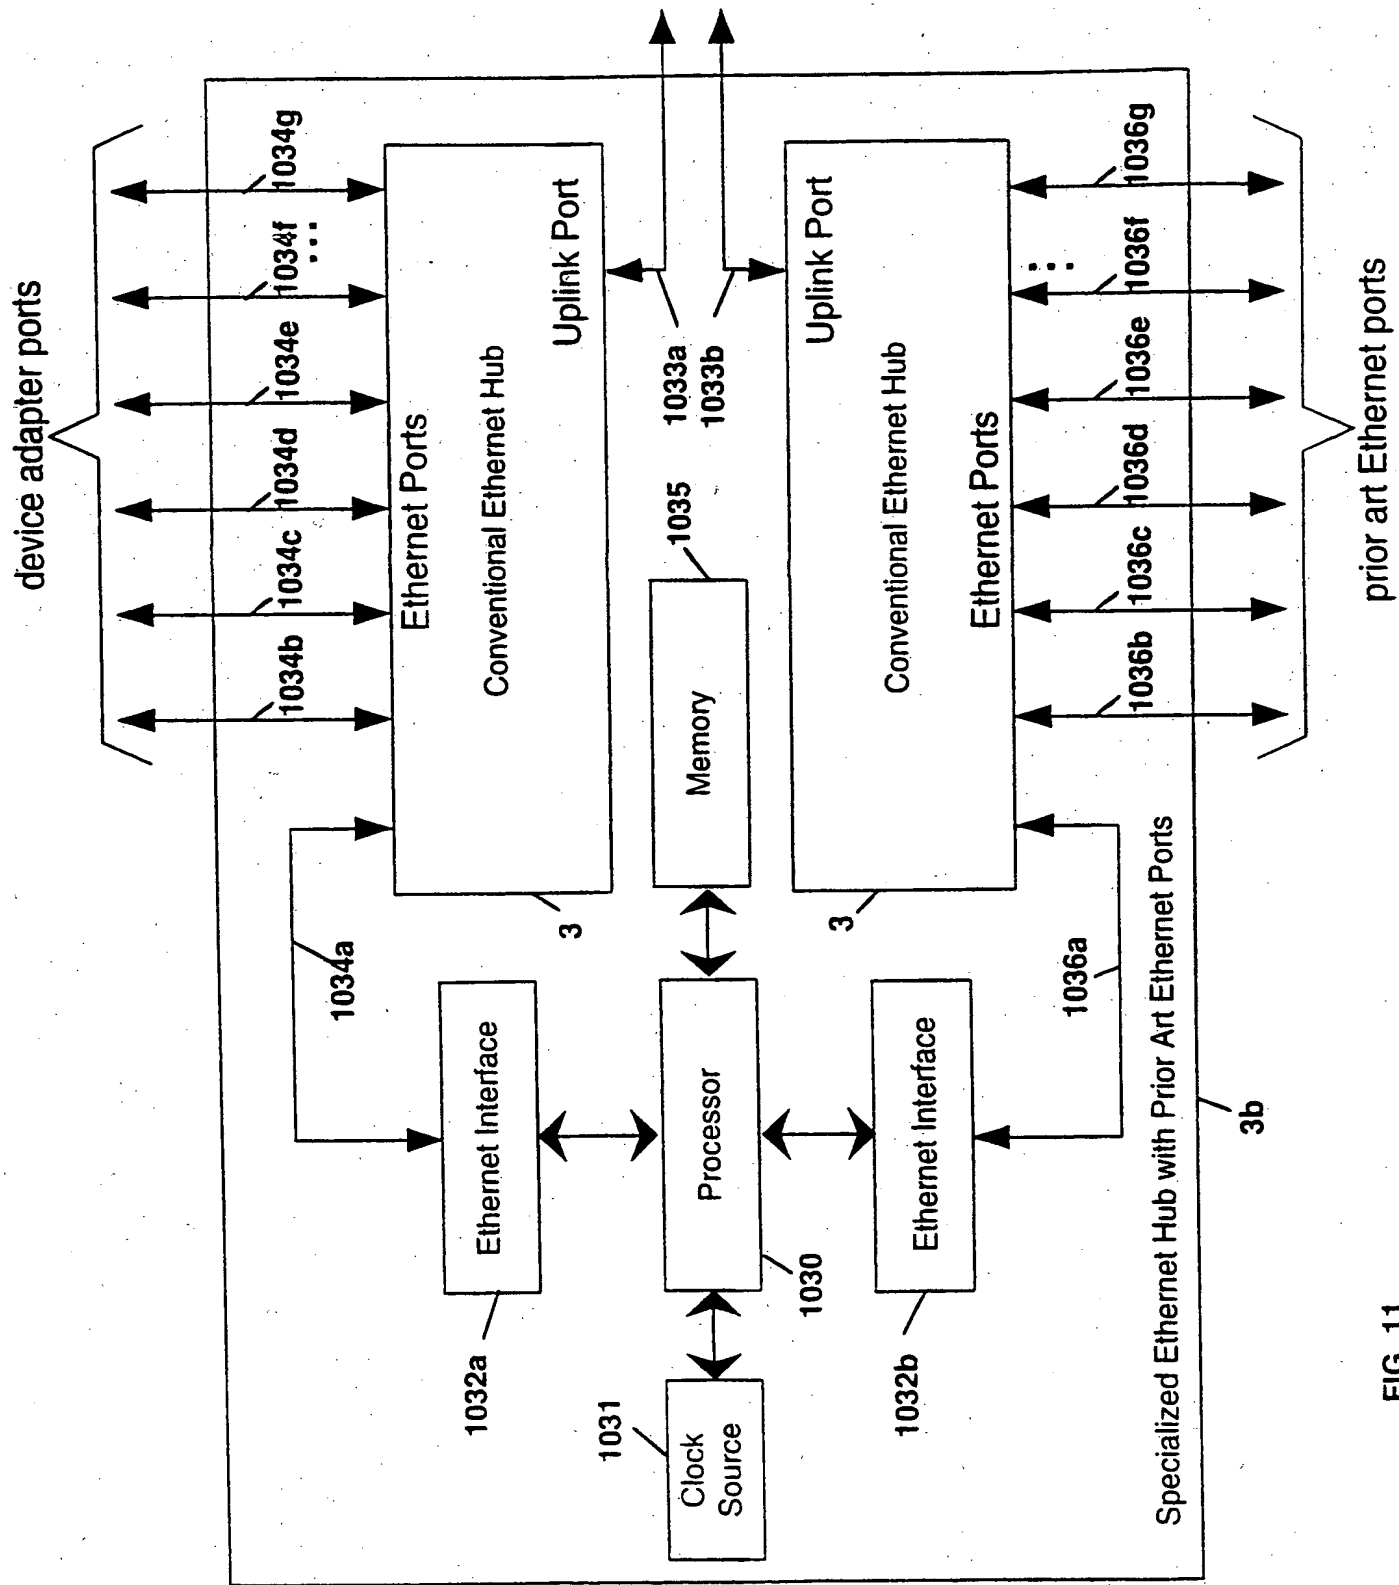 device adapter ports
1034b
1034c
1034d
1034e
1034f
...
1034g
1034a
Ethernet Ports
Conventional Ethernet Hub
Uplink Port
3
1032a
Ethernet Interface
1033a
1033b
1031
Clock
Source
Processor
1030
Memory
1035
1032b
Ethernet Interface
3
Uplink Port
Conventional Ethernet Hub
Ethernet Ports
1036a
1036b
1036c
1036d
1036e
1036f
...
1036g
Specialized Ethernet Hub with Prior Art Ethernet Ports
3b
prior art Ethernet ports
FIG. 11